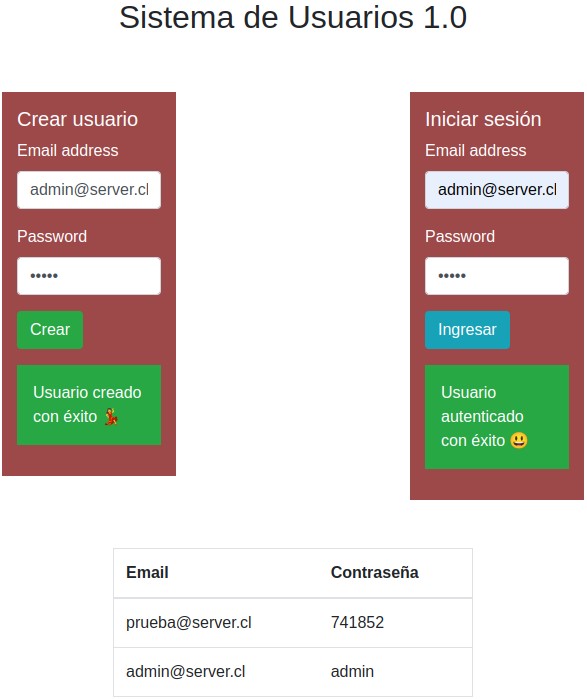 Sistema de Usuarios 1.0
Crear usuario
Email address
admin@server.cl
Password
•••••
Crear
Usuario creado
con éxito 💃
Iniciar sesión
Email address
admin@server.cl
Password
•••••
Ingresar
Usuario
autenticado
con éxito 😃
Email Contraseña
prueba@server.cl 741852
admin@server.cl admin